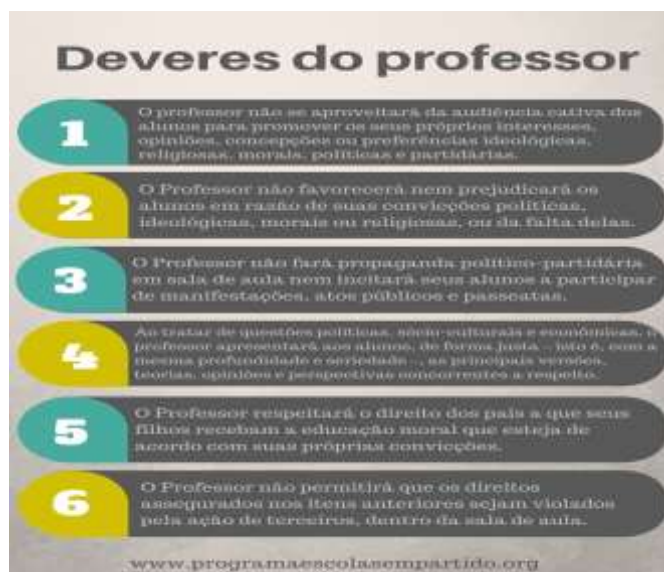 Deveres do professor
1
O professor não se aproveitará da audiência cativa dos
alunos para promover os seus próprios interesses,
opiniões, concepções ou preferências ideológicas,
religiosas, morais, políticas e partidárias.
2
O Professor não favorecerá nem prejudicará os
alunos em razão de suas convicções políticas,
ideológicas, morais ou religiosas, ou da falta delas.
3
O Professor não fará propaganda político-partidária
em sala de aula nem incitará seus alunos a participar
de manifestações, atos públicos e passeatas.
4
Ao tratar de questões políticas, sócio-culturais e econômicas, o
professor apresentará aos alunos, de forma justa – isto é, com a
mesma profundidade e seriedade –, as principais versões,
teorias, opiniões e perspectivas concorrentes a respeito.
5
O Professor respeitará o direito dos pais a que seus
filhos recebam a educação moral que esteja de
acordo com suas próprias convicções.
6
O Professor não permitirá que os direitos
assegurados nos itens anteriores sejam violados
pela ação de terceiros, dentro da sala de aula.
www.programaescolasempartido.org